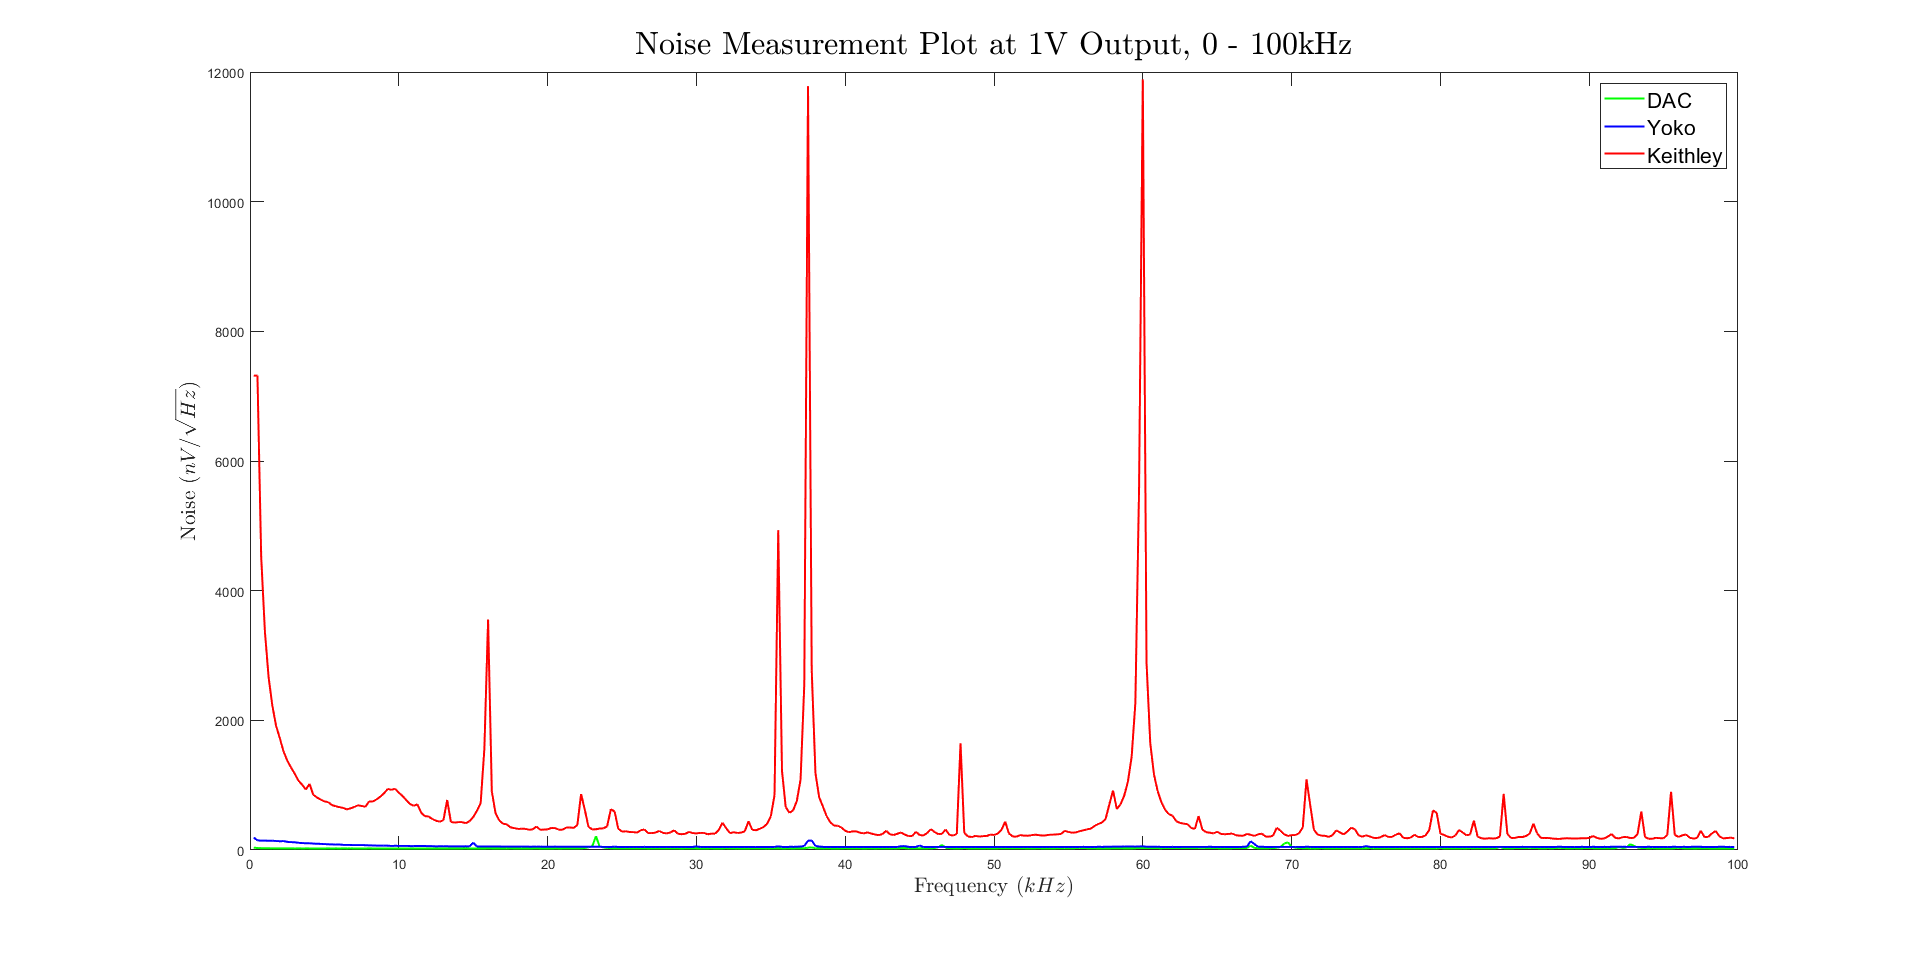 Noise Measurement Plot at 1V Output, 0 - 100kHz
12000
10000
8000
6000
4000
2000
0
Noise (nV/√Hz)
0 10 20 30 40 50 60 70 80 90 100
Frequency (kHz)
DAC
Yoko
Keithley